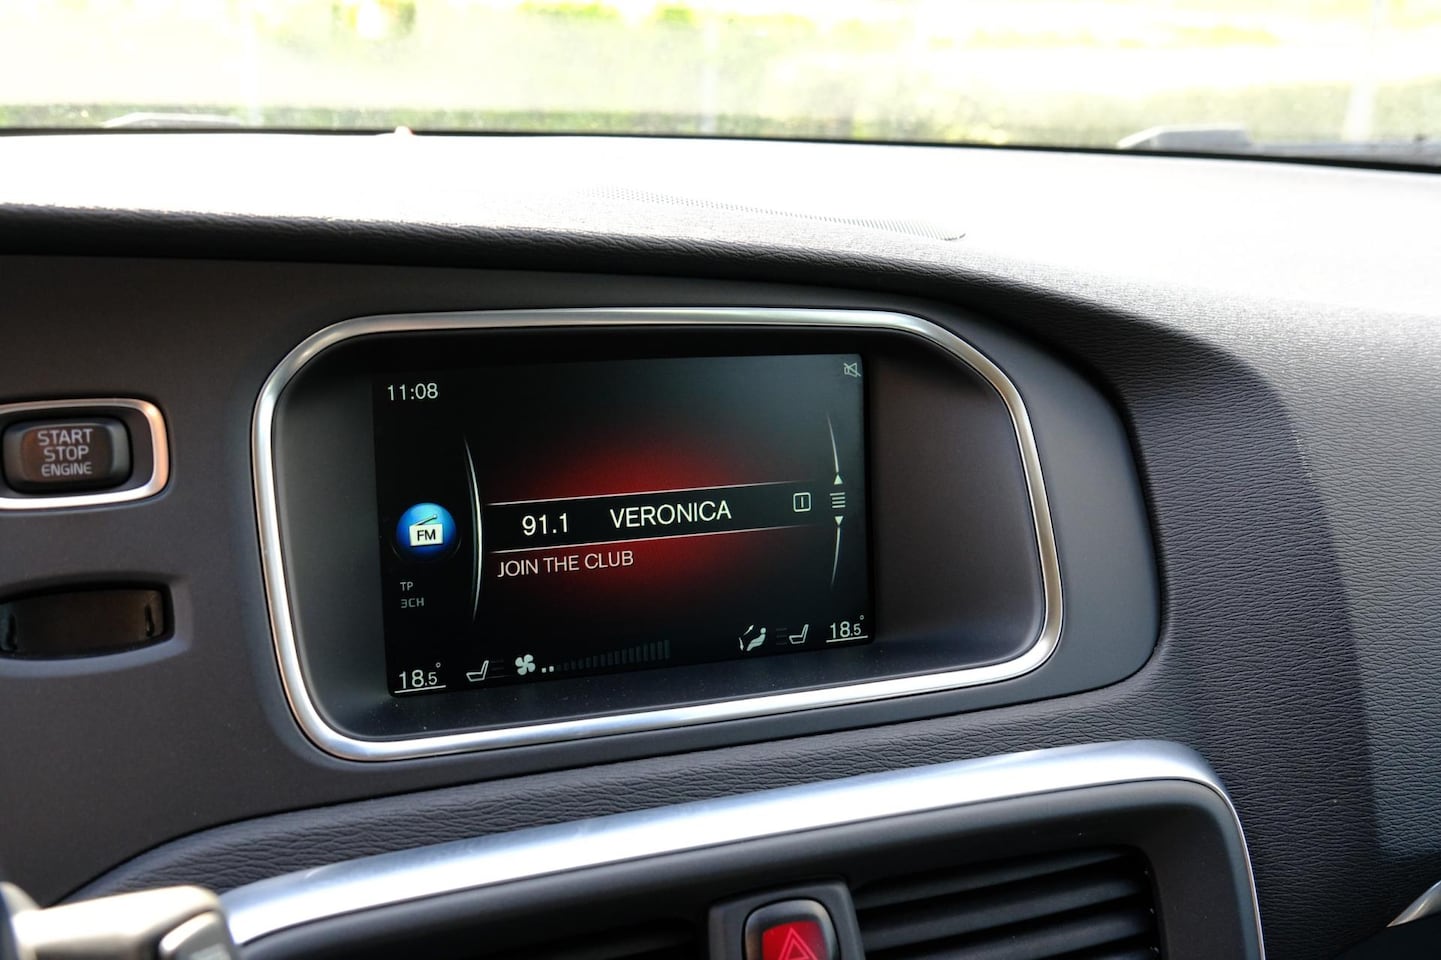 11:08
START
STOP
ENGINE
91.1 VERONICA
FM
JOIN THE CLUB
TP
3CH
18.5°
18.5°